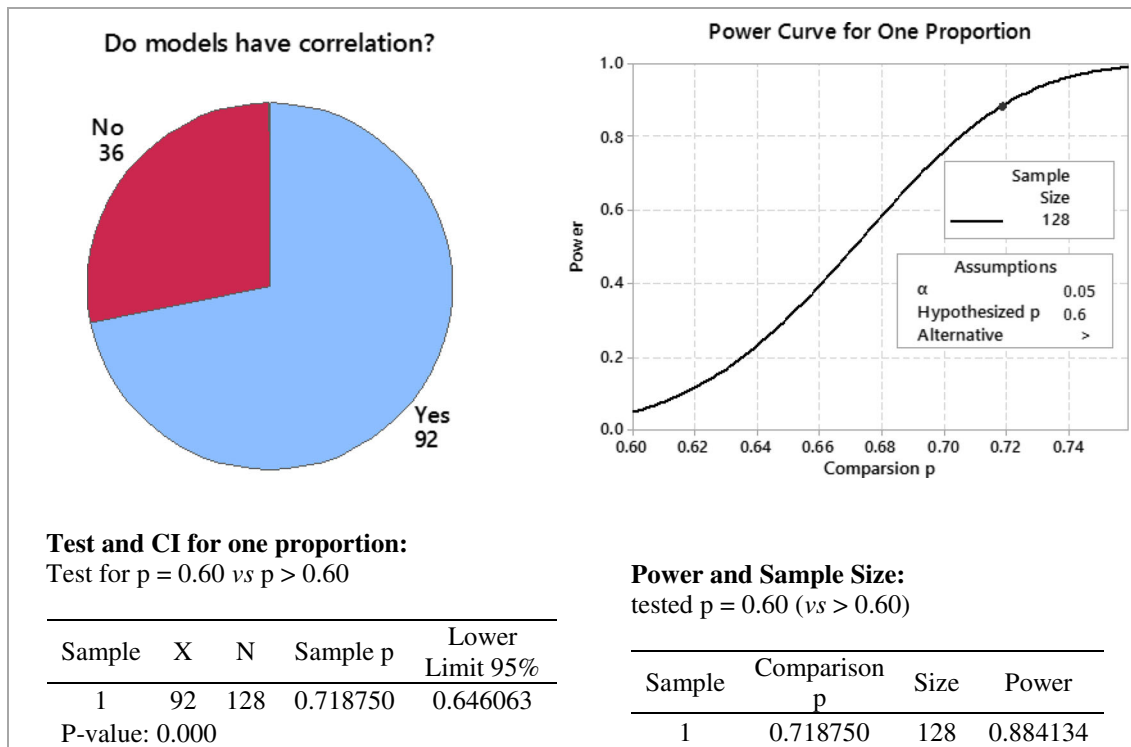 Do models have correlation?
No
36
Yes
92
Power Curve for One Proportion
1.0
0.8
0.6
0.4
0.2
0.0
Power
0.60 0.62 0.64 0.66 0.68 0.70 0.72 0.74
Comparsion p
Sample
Size
128
Assumptions
α 0.05
Hypothesized p 0.6
Alternative >
Test and CI for one proportion:
Test for p = 0.60 vs p > 0.60
Sample X N Sample p Lower
Limit 95%
1 92 128 0.718750 0.646063
P-value: 0.000
Power and Sample Size:
tested p = 0.60 (vs > 0.60)
Sample Comparison
p Size Power
1 0.718750 128 0.884134